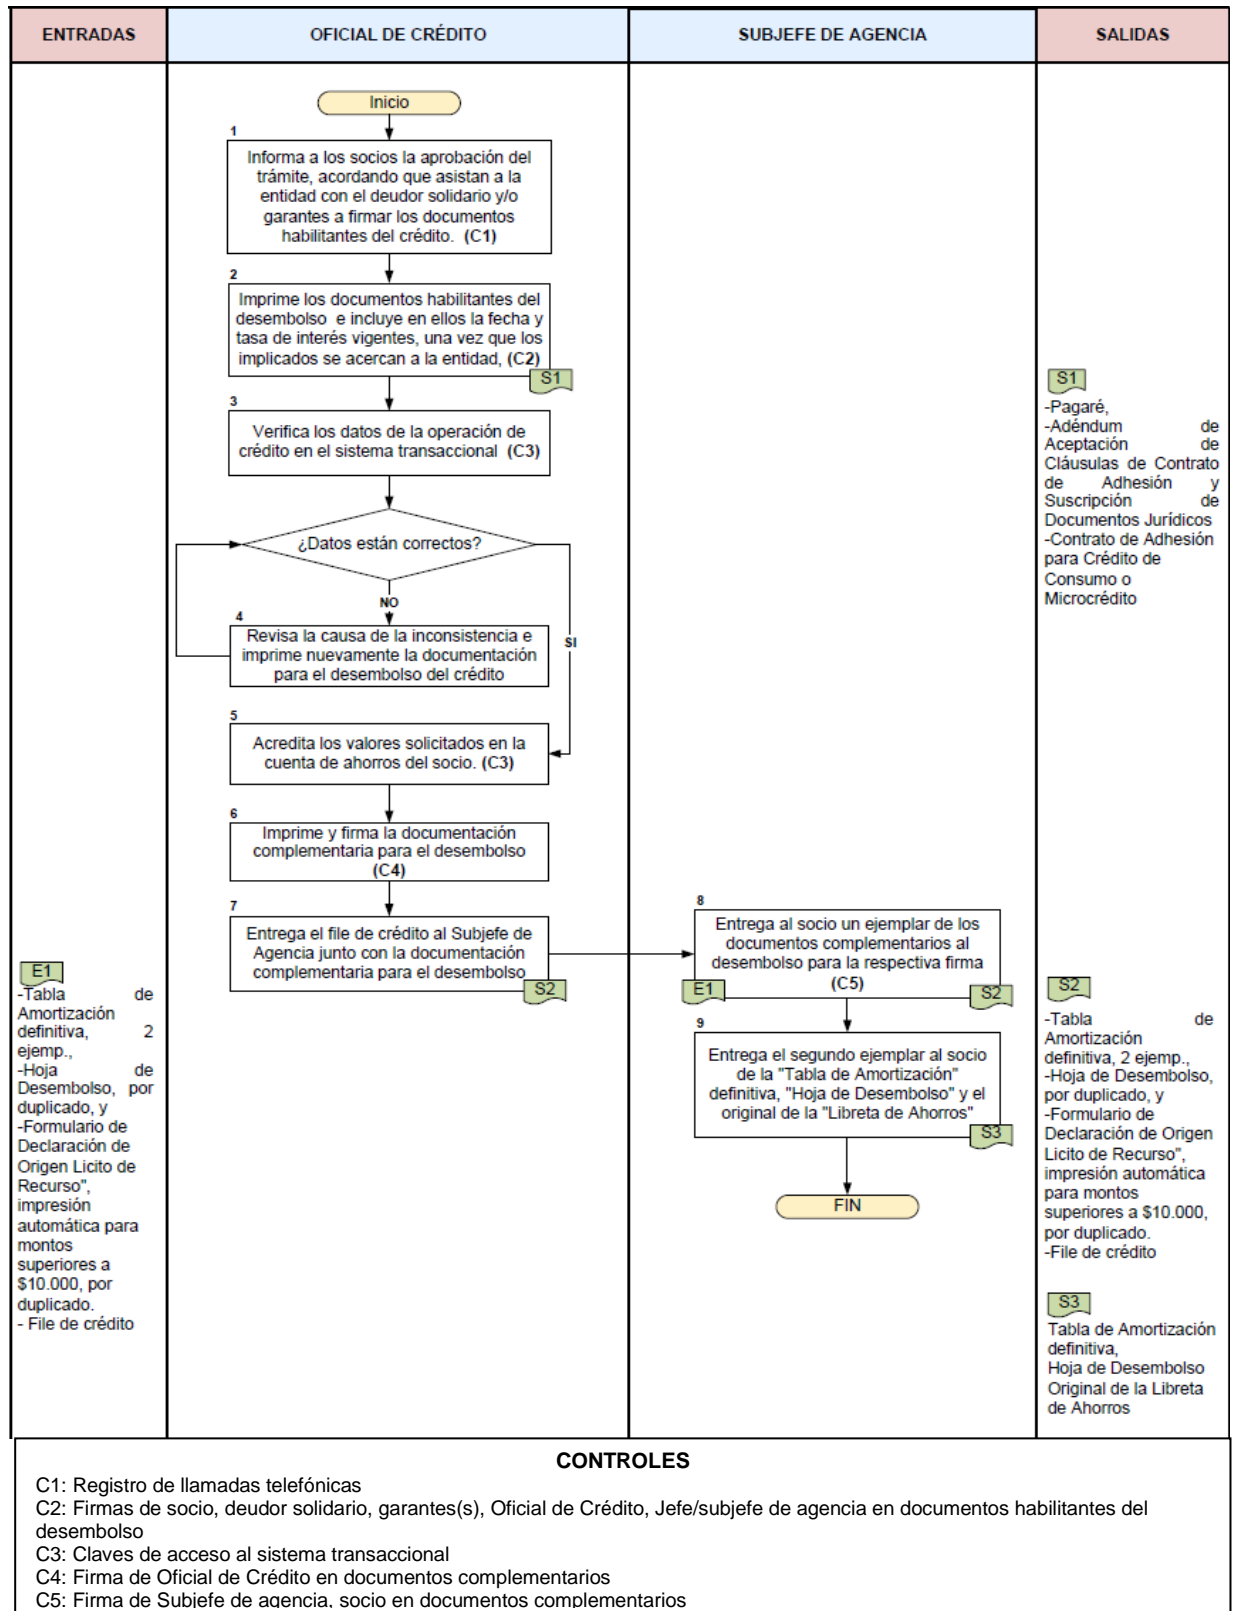 ENTRADAS
OFICIAL DE CRÉDITO
SUBJEFE DE AGENCIA
SALIDAS
Inicio
1
Informa a los socios la aprobación del
trámite, acordando que asistan a la
entidad con el deudor solidario y/o
garantes a firmar los documentos
habilitantes del crédito. (C1)
2
Imprime los documentos habilitantes del
desembolso e incluye en ellos la fecha y
tasa de interés vigentes, una vez que los
implicados se acercan a la entidad, (C2)
S1
3
Verifica los datos de la operación de
crédito en el sistema transaccional (C3)
¿Datos están correctos?
NO
SI
4
Revisa la causa de la inconsistencia e
imprime nuevamente la documentación
para el desembolso del crédito
5
Acredita los valores solicitados en la
cuenta de ahorros del socio. (C3)
6
Imprime y firma la documentación
complementaria para el desembolso
(C4)
7
Entrega el file de crédito al Subjefe de
Agencia junto con la documentación
complementaria para el desembolso
S2
8
Entrega al socio un ejemplar de los
documentos complementarios al
desembolso para la respectiva firma
(C5)
E1
S2
9
Entrega el segundo ejemplar al socio
de la "Tabla de Amortización"
definitiva, "Hoja de Desembolso" y el
original de la "Libreta de Ahorros"
S3
FIN
E1
-Tabla de
Amortización
definitiva, 2
ejemp.,
-Hoja de
Desembolso, por
duplicado, y
-Formulario de
Declaración de
Origen Licito de
Recurso",
impresión
automática para
montos
superiores a
$10.000, por
duplicado.
- File de crédito
S1
-Pagaré,
-Adéndum de
Aceptación de
Cláusulas de Contrato
de Adhesión y
Suscripción de
Documentos Jurídicos
-Contrato de Adhesión
para Crédito de
Consumo o
Microcrédito
S2
-Tabla de
Amortización
definitiva, 2 ejemp.,
-Hoja de Desembolso,
por duplicado, y
-Formulario de
Declaración de Origen
Licito de Recurso",
impresión automática
para montos
superiores a $10.000,
por duplicado.
-File de crédito
S3
Tabla de Amortización
definitiva,
Hoja de Desembolso
Original de la Libreta
de Ahorros
CONTROLES
C1: Registro de llamadas telefónicas
C2: Firmas de socio, deudor solidario, garantes(s), Oficial de Crédito, Jefe/subjefe de agencia en documentos habilitantes del
desembolso
C3: Claves de acceso al sistema transaccional
C4: Firma de Oficial de Crédito en documentos complementarios
C5: Firma de Subjefe de agencia, socio en documentos complementarios